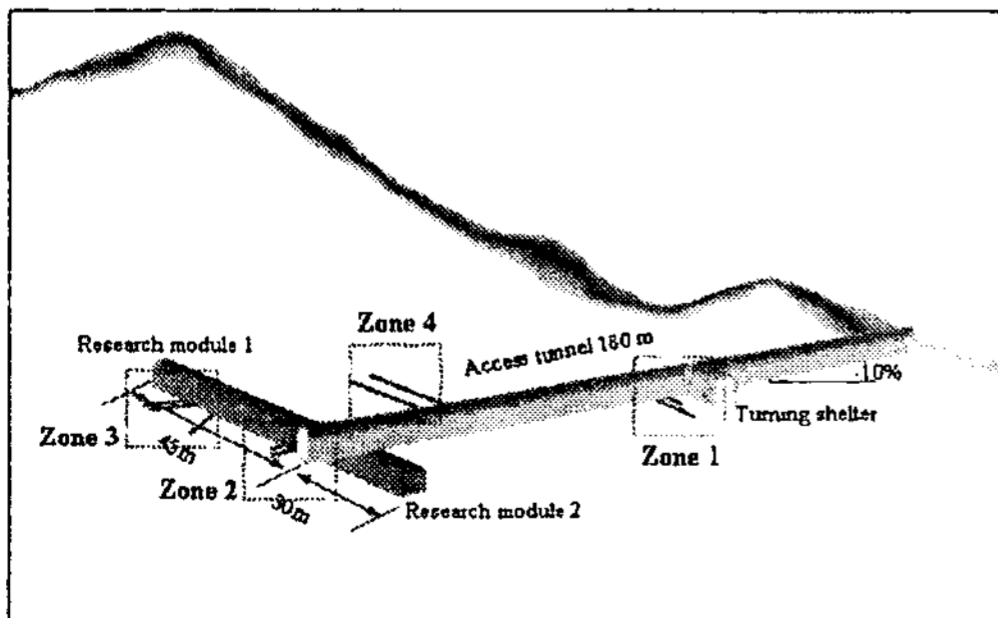 Zone 4
Research module 1
Access tunnel 180 m
10%
Turning shelter
Zone 3
45m
Zone 1
Zone 2
30m
Research module 2